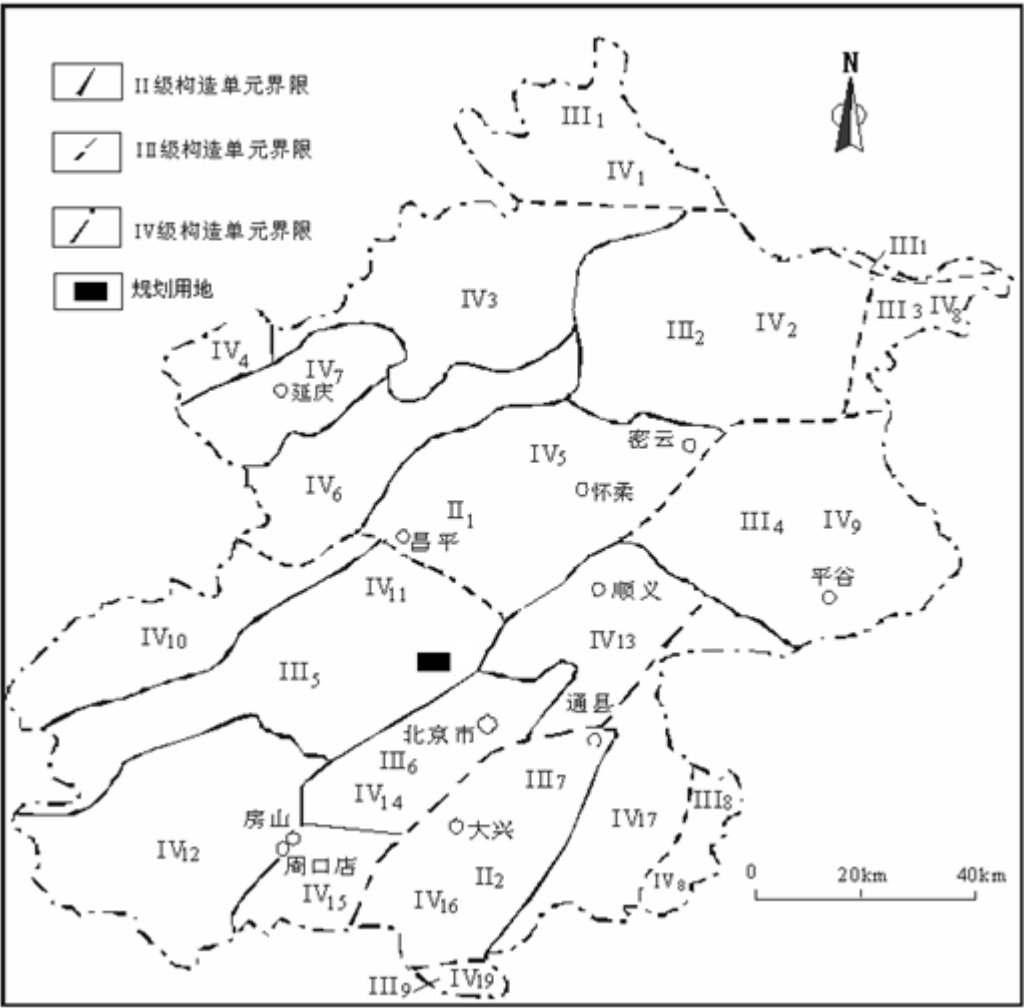 II级构造单元界限
III级构造单元界限
IV级构造单元界限
规划用地
N
III1
IV1
III1
IV3
III2
IV2
III3
IV8
IV4
IV7
延庆
密云
IV5
IV6
怀柔
II1
III4
IV9
昌平
平谷
IV11
顺义
IV10
IV13
III5
通县
北京市
III6
III7
IV14
III8
房山
大兴
IV17
IV12
周口店
II2
IV8
0
20km
40km
IV15
IV16
III9
IV19